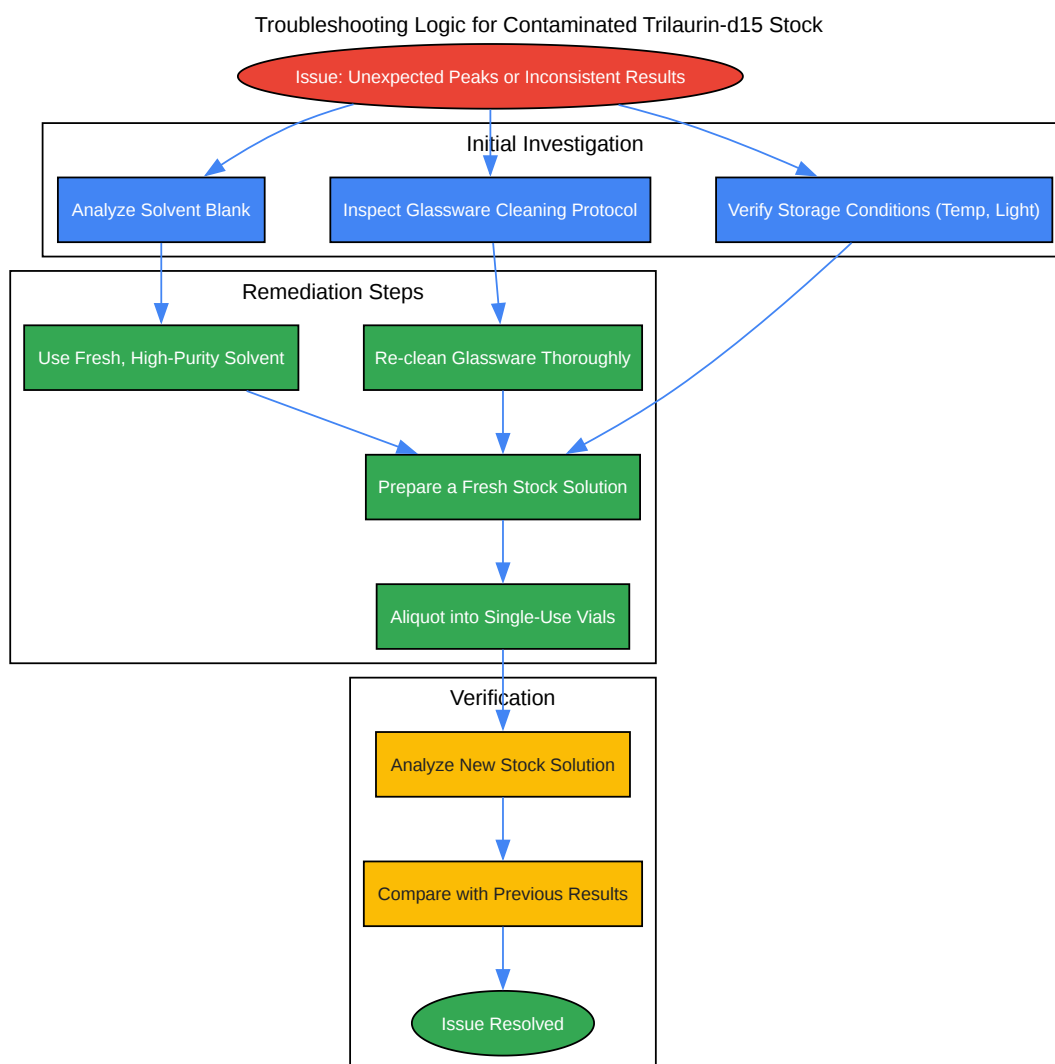 Troubleshooting Logic for Contaminated Trilaurin-d15 Stock
Issue: Unexpected Peaks or Inconsistent Results
Initial Investigation
Analyze Solvent Blank
Inspect Glassware Cleaning Protocol
Verify Storage Conditions (Temp, Light)
Remediation Steps
Use Fresh, High-Purity Solvent
Re-clean Glassware Thoroughly
Prepare a Fresh Stock Solution
Aliquot into Single-Use Vials
Verification
Analyze New Stock Solution
Compare with Previous Results
Issue Resolved